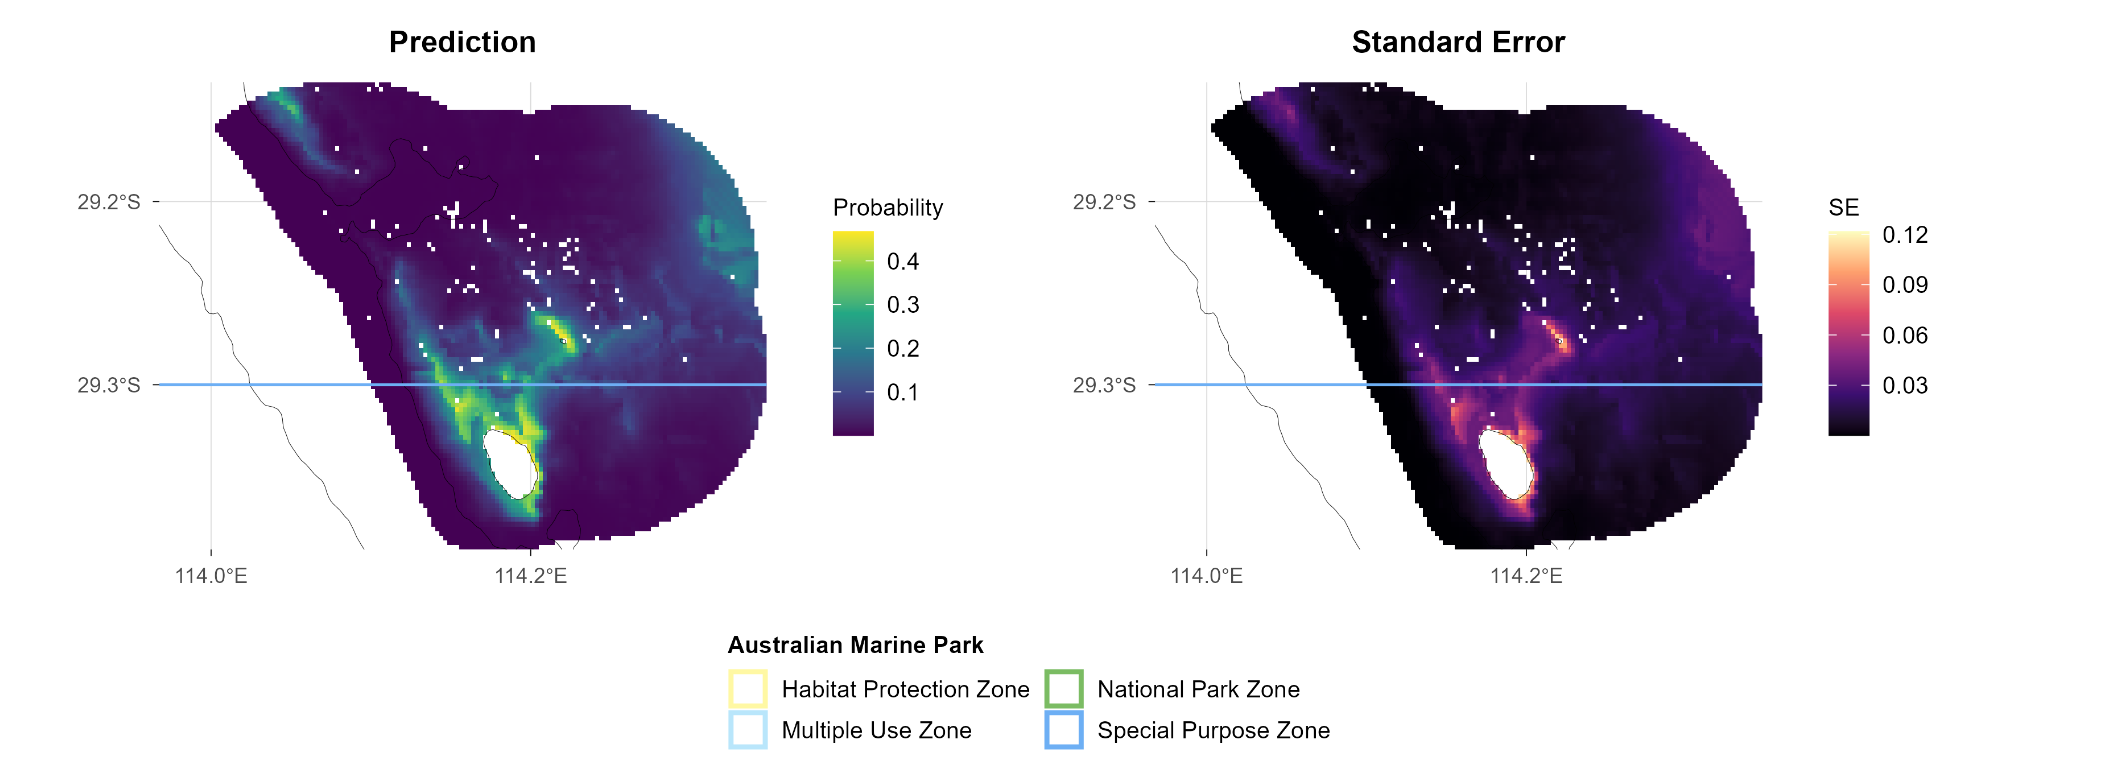 Prediction
Standard Error
29.2°S
29.3°S
114.0°E
114.2°E
Probability
0.4
0.3
0.2
0.1
29.2°S
29.3°S
114.0°E
114.2°E
SE
0.12
0.09
0.06
0.03
Australian Marine Park
Habitat Protection Zone
National Park Zone
Multiple Use Zone
Special Purpose Zone